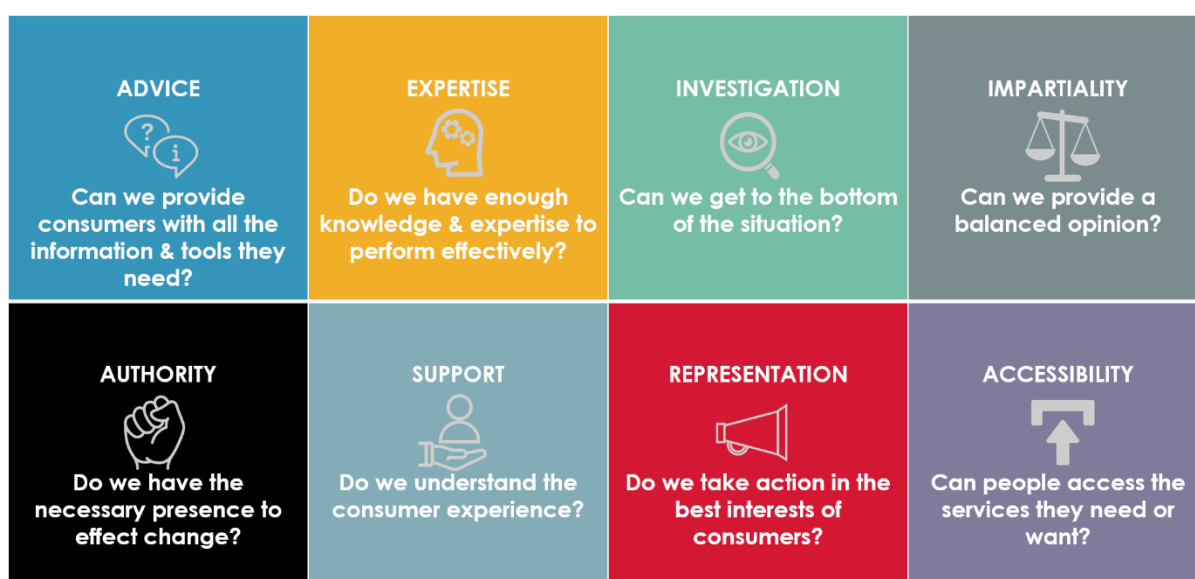 ADVICE
?
i
Can we provide
consumers with all the
information & tools they
need?
EXPERTISE
Do we have enough
knowledge & expertise to
perform effectively?
INVESTIGATION
Can we get to the bottom
of the situation?
IMPARTIALITY
Can we provide a
balanced opinion?
AUTHORITY
Do we have the
necessary presence to
effect change?
SUPPORT
Do we understand the
consumer experience?
REPRESENTATION
Do we take action in the
best interests of
consumers?
ACCESSIBILITY
Can people access the
services they need or
want?